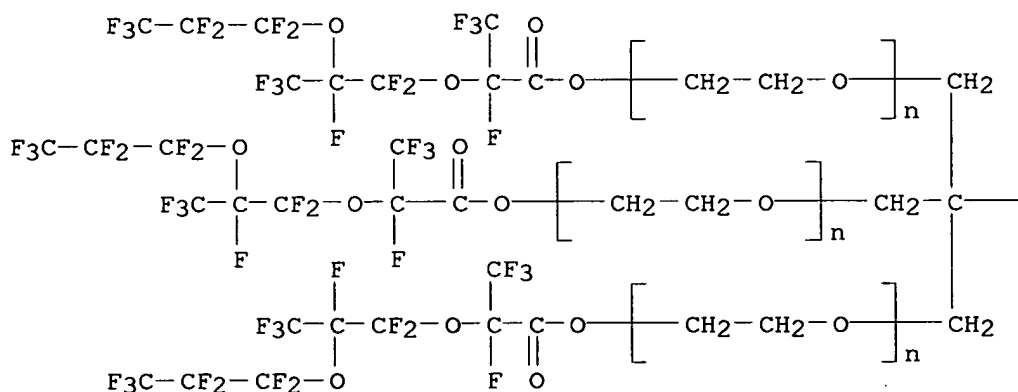 F3C—CF2—CF2—O F3C O
F3C—C—CF2—O—C—C—O—[—CH2—CH2—O—]n—CH2
F F
F3C—CF2—CF2—O CF3 O
F3C—C—CF2—O—C—C—O—[—CH2—CH2—O—]n—CH2—C—
F F
F CF3
F3C—C—CF2—O—C—C—O—[—CH2—CH2—O—]n—CH2
F3C—CF2—CF2—O F O